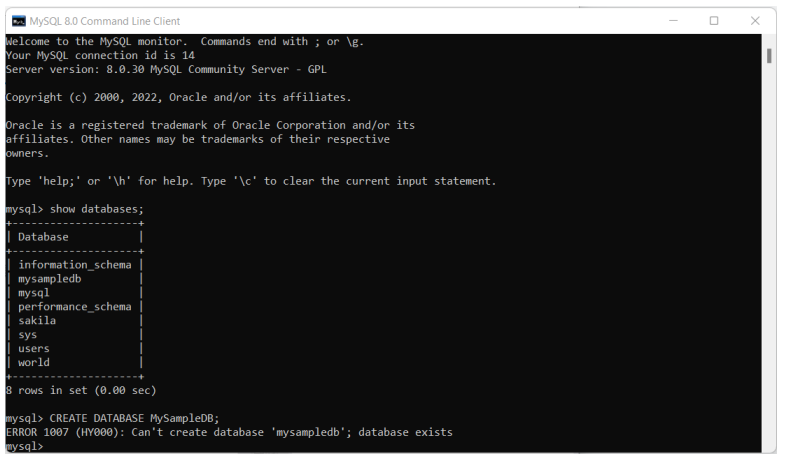 MySQL 8.0 Command Line Client
Welcome to the MySQL monitor.  Commands end with ; or \g.
Your MySQL connection id is 14
Server version: 8.0.30 MySQL Community Server - GPL
Copyright (c) 2000, 2022, Oracle and/or its affiliates.
Oracle is a registered trademark of Oracle Corporation and/or its
affiliates. Other names may be trademarks of their respective
owners.
Type 'help;' or '\h' for help. Type '\c' to clear the current input statement.
mysql> show databases;
+--------------------+
| Database           |
+--------------------+
| information_schema |
| mysampledb         |
| mysql              |
| performance_schema |
| sakila             |
| sys                |
| users              |
| world              |
+--------------------+
8 rows in set (0.00 sec)
mysql> CREATE DATABASE MySampleDB;
ERROR 1007 (HY000): Can't create database 'mysampledb'; database exists
mysql>